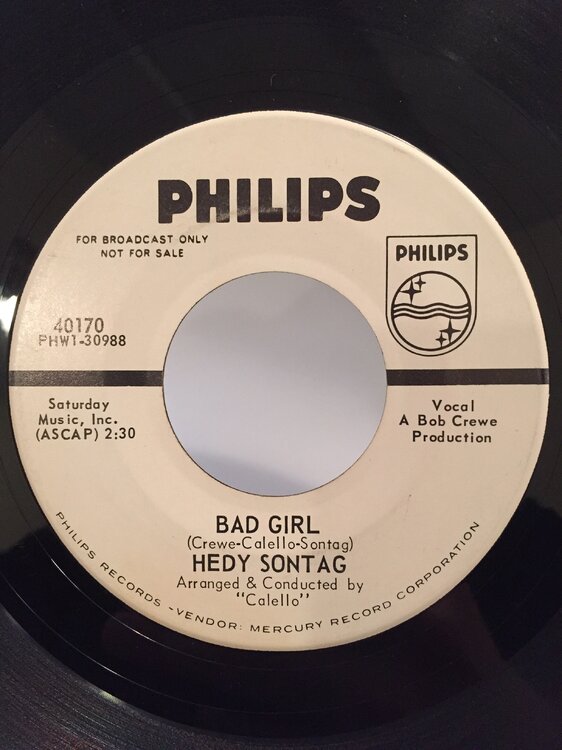 PHILIPS
FOR BROADCAST ONLY
NOT FOR SALE
PHILIPS
40170
PHW1-30988
Saturday
Music, Inc.
(ASCAP) 2:30
Vocal
A Bob Crewe
Production
BAD GIRL
(Crewe-Calello-Sontag)
HEDY SONTAG
Arranged & Conducted by
"Calello"
PHILIPS RECORDS -VENDOR: MERCURY RECORD CORPORATION